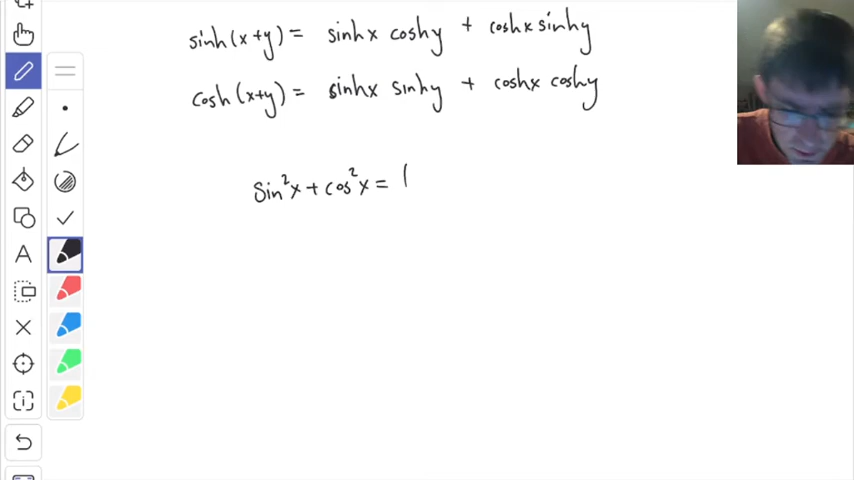 sinh(x+y) = sinhx coshy + coshx sinhy
cosh(x+y) = sinhx sinhy + coshx coshy
sin²x + cos²x = 1